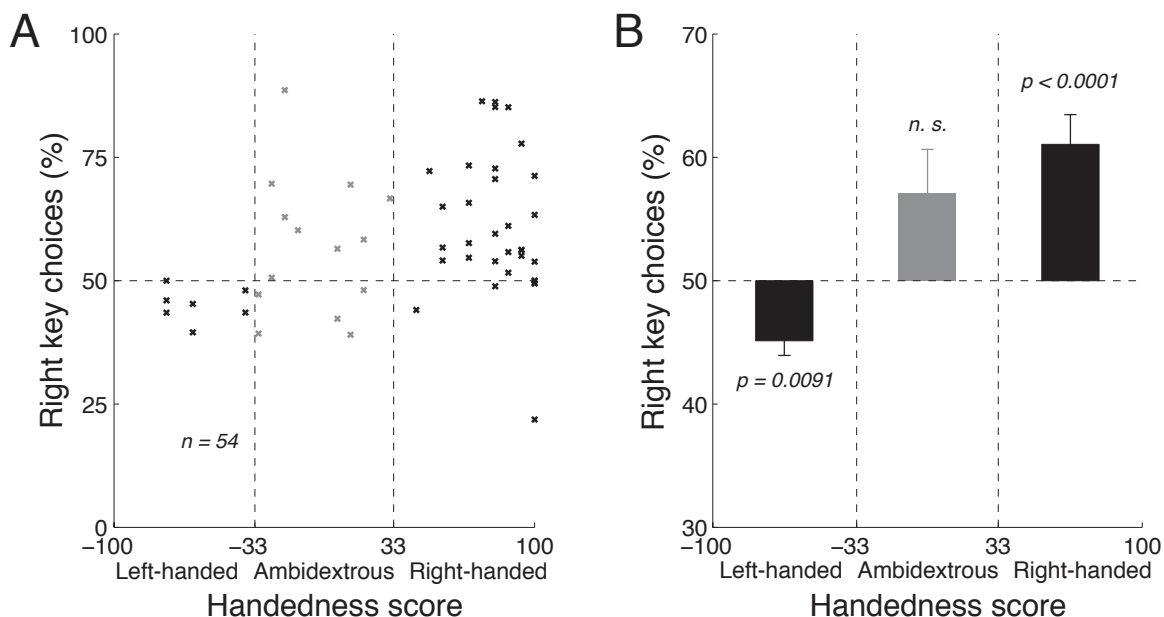 A
Right key choices (%)
100
75
50
25
0
n = 54
−100 −33 33 100
Left-handed Ambidextrous Right-handed
Handedness score
B
Right key choices (%)
70
60
50
40
30
p = 0.0091
n. s.
p < 0.0001
−100 −33 33 100
Left-handed Ambidextrous Right-handed
Handedness score